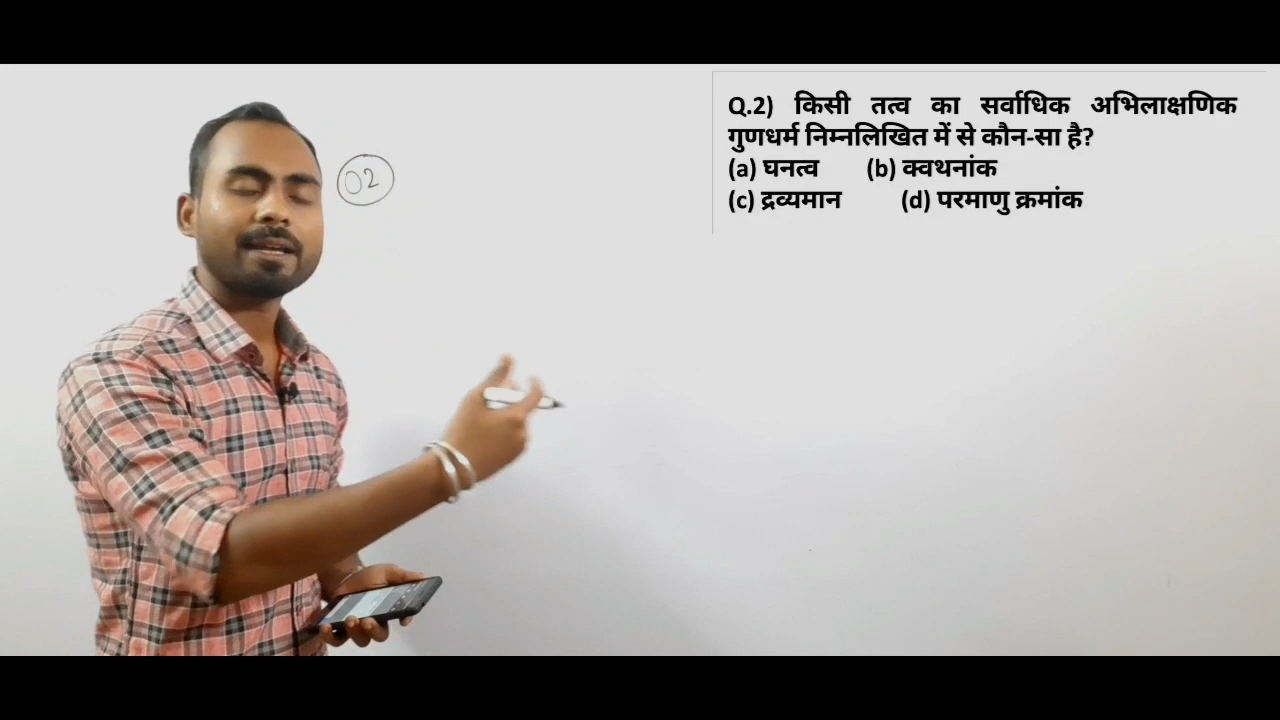 02
Q.2) किसी तत्व का सर्वाधिक अभिलाक्षणिक
गुणधर्म निम्नलिखित में से कौन-सा है?
(a) घनत्व (b) क्वथनांक
(c) द्रव्यमान (d) परमाणु क्रमांक